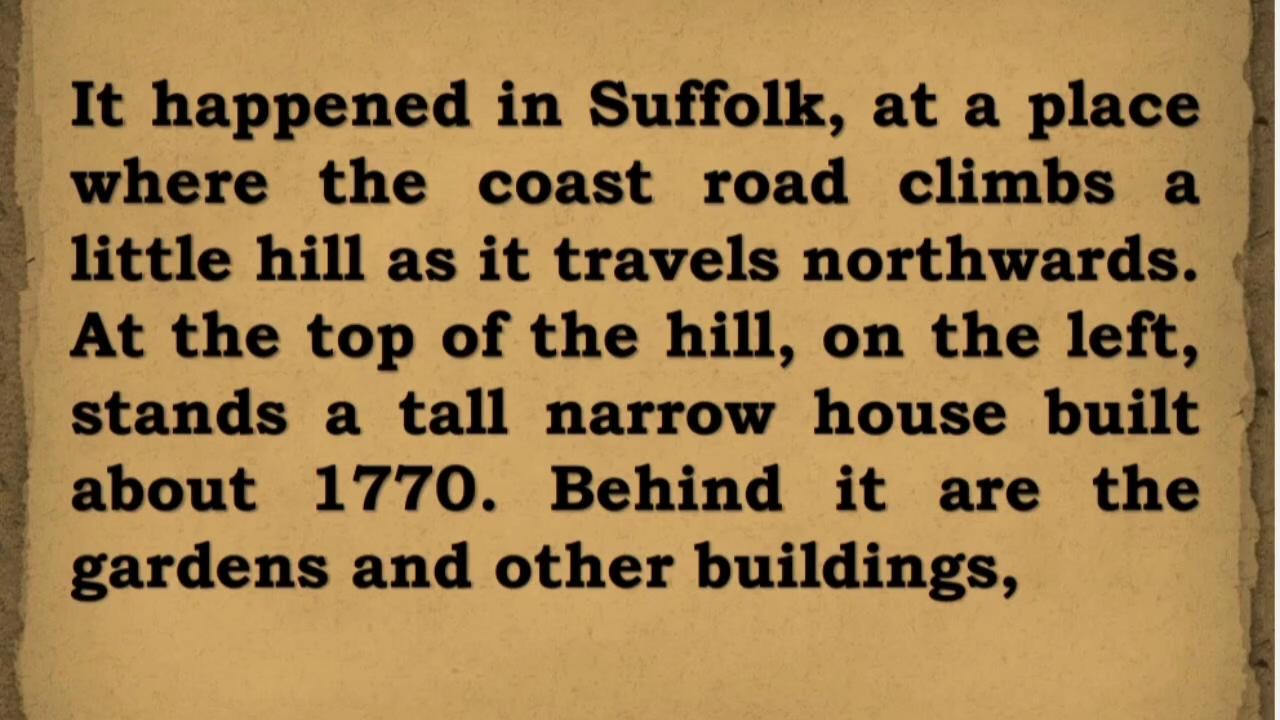 It happened in Suffolk, at a place
where the coast road climbs a
little hill as it travels northwards.
At the top of the hill, on the left,
stands a tall narrow house built
about 1770. Behind it are the
gardens and other buildings,